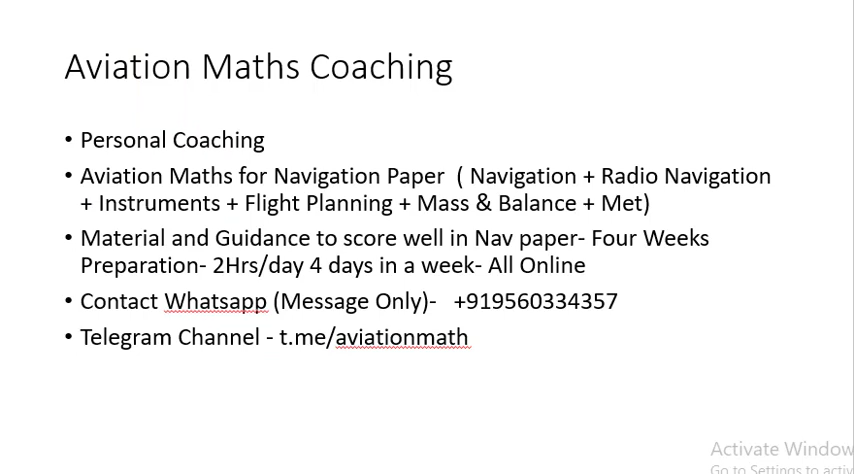 Aviation Maths Coaching
• Personal Coaching
• Aviation Maths for Navigation Paper ( Navigation + Radio Navigation
+ Instruments + Flight Planning + Mass & Balance + Met)
• Material and Guidance to score well in Nav paper- Four Weeks
Preparation- 2Hrs/day 4 days in a week- All Online
• Contact Whatsapp (Message Only)- +919560334357
• Telegram Channel - t.me/aviationmath
Activate Window
Go to Settings to activ